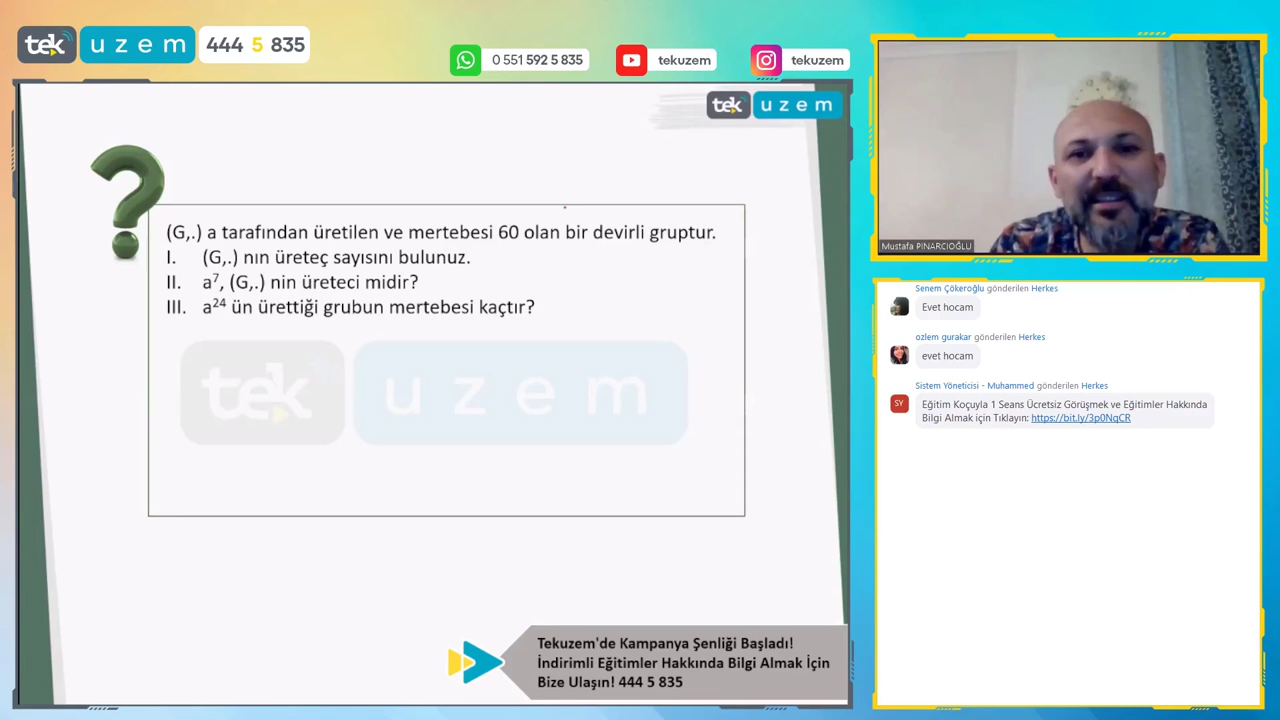 tek uzem 444 5 835
0 551 592 5 835
tekuzem
tekuzem
tek uzem
(G,.) a tarafından üretilen ve mertebesi 60 olan bir devirli gruptur.
I. (G,.) nın üreteç sayısını bulunuz.
II. a⁷, (G,.) nin üreteci midir?
III. a²⁴ ün ürettiği grubun mertebesi kaçtır?
tek uzem
Tekuzem'de Kampanya Şenliği Başladı!
İndirimli Eğitimler Hakkında Bilgi Almak İçin
Bize Ulaşın! 444 5 835
Mustafa PINARCIOĞLU
Senem Çökeroğlu gönderilen Herkes
Evet hocam
ozlem gurakar gönderilen Herkes
evet hocam
Sistem Yöneticisi - Muhammed gönderilen Herkes
SY
Eğitim Koçuyla 1 Seans Ücretsiz Görüşmek ve Eğitimler Hakkında
Bilgi Almak için Tıklayın: https://bit.ly/3p0NqCR